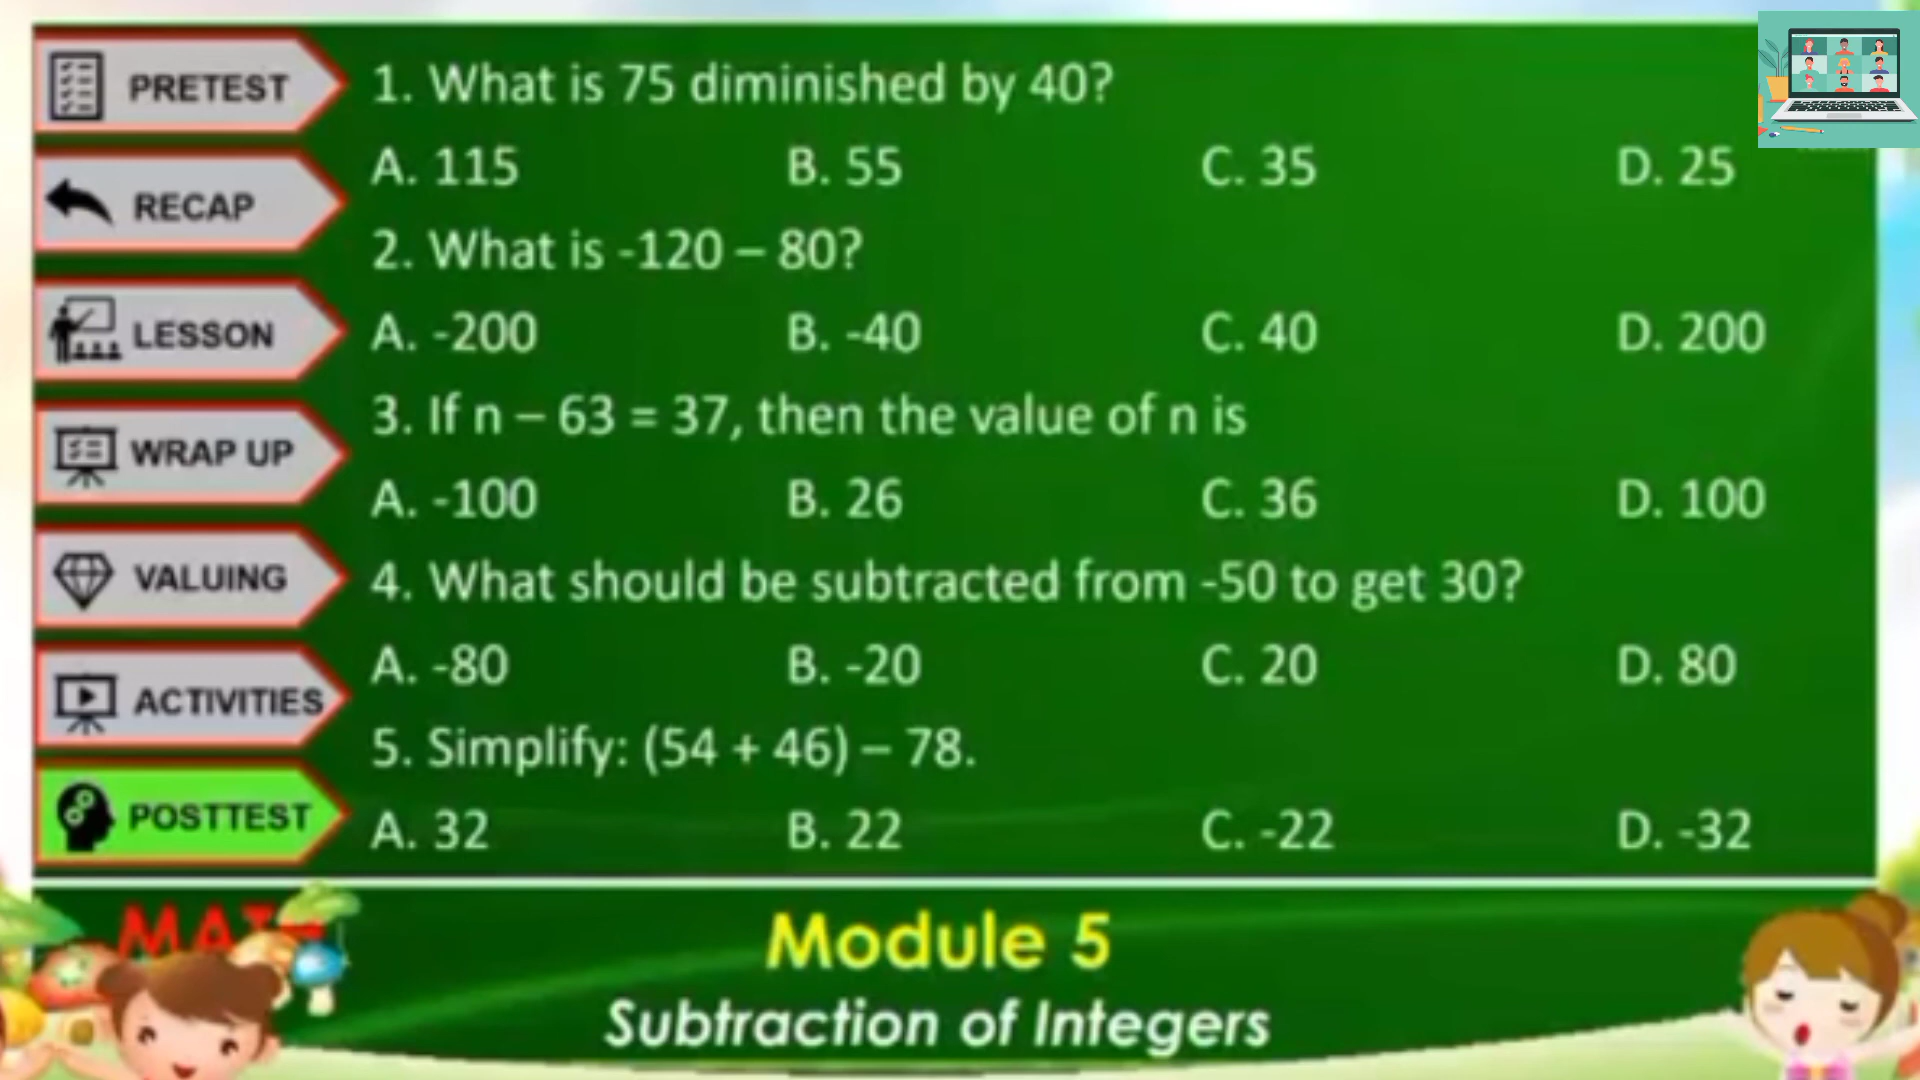 PRETEST
RECAP
LESSON
WRAP UP
VALUING
ACTIVITIES
POSTTEST
1. What is 75 diminished by 40?
A. 115 B. 55 C. 35 D. 25
2. What is -120 – 80?
A. -200 B. -40 C. 40 D. 200
3. If n – 63 = 37, then the value of n is
A. -100 B. 26 C. 36 D. 100
4. What should be subtracted from -50 to get 30?
A. -80 B. -20 C. 20 D. 80
5. Simplify: (54 + 46) – 78.
A. 32 B. 22 C. -22 D. -32
MATH
Module 5
Subtraction of Integers